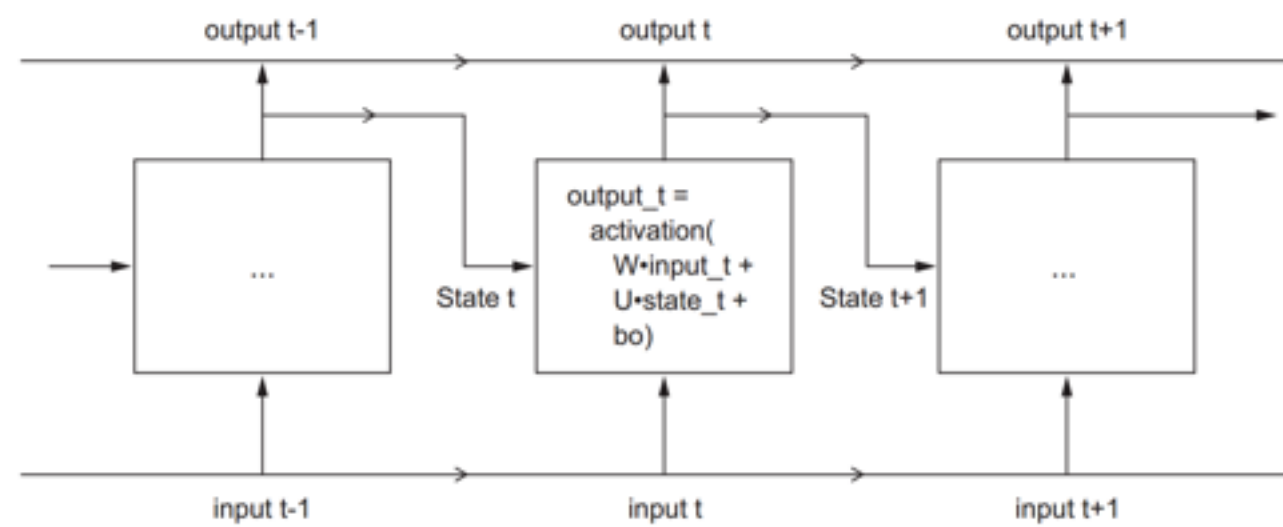 output t-1
output t
output t+1
...
output_t =
activation(
W•input_t +
U•state_t +
bo)
...
State t
State t+1
input t-1
input t
input t+1